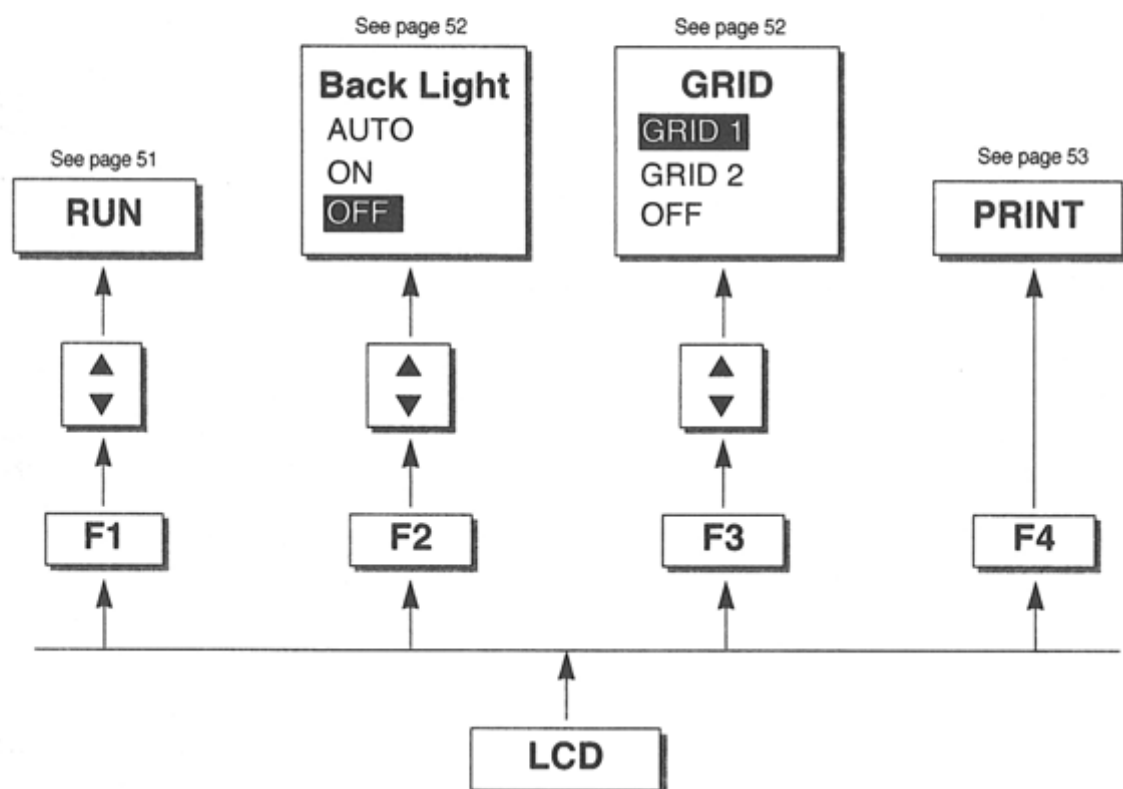 See page 52
See page 52
Back Light
AUTO
ON
OFF
GRID
GRID 1
GRID 2
OFF
See page 51
RUN
See page 53
PRINT
F1
F2
F3
F4
LCD